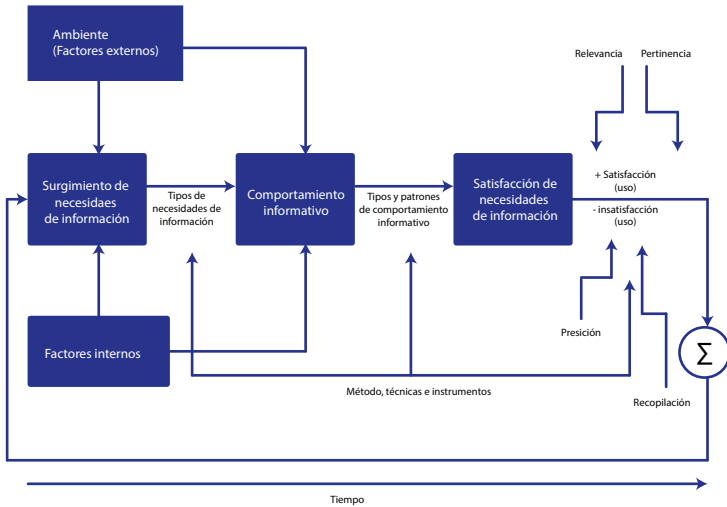 Ambiente
(Factores externos)
Relevancia
Pertinencia
Surgimiento de
necesidaes
de información
Tipos de
necesidades de
información
Comportamiento
informativo
Tipos y patrones
de comportamiento
informativo
Satisfacción de
necesidades
de información
+ Satisfacción
(uso)
- insatisfacción
(uso)
Presición
Factores internos
Σ
Método, técnicas e instrumentos
Recopilación
Tiempo